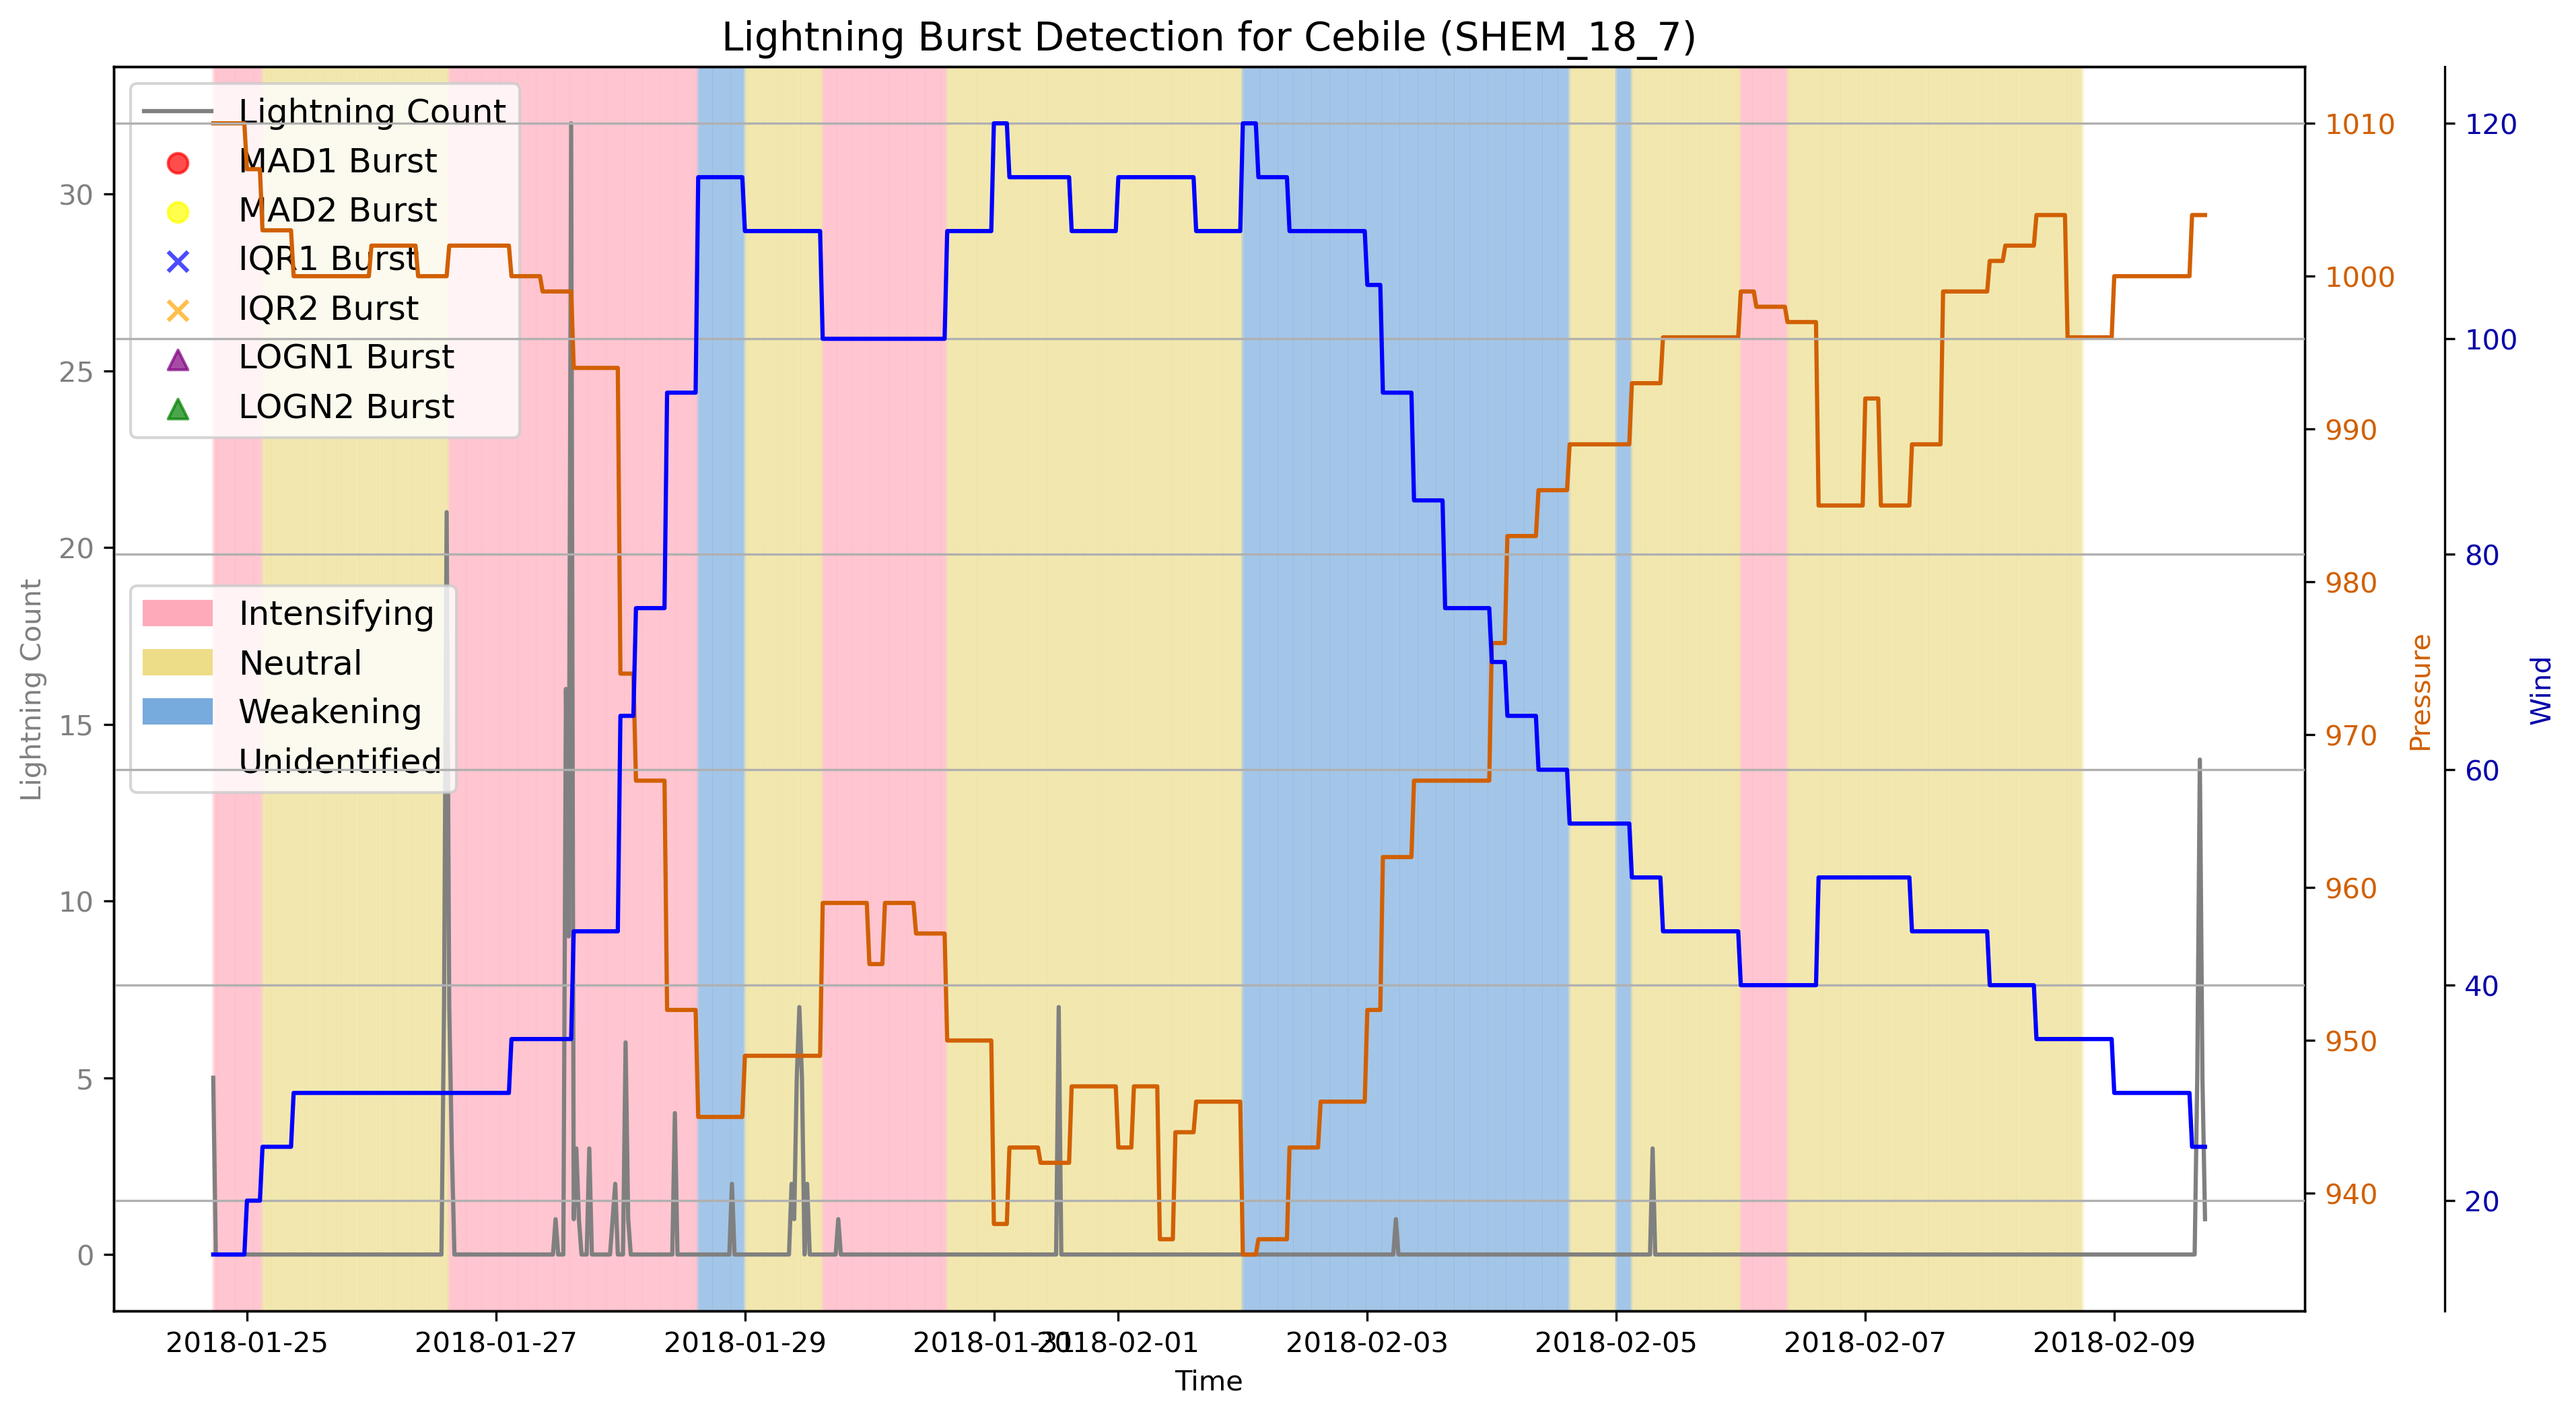 Lightning Burst Detection for Cebile (SHEM_18_7)
Lightning Count
MAD1 Burst
MAD2 Burst
IQR1 Burst
IQR2 Burst
LOGN1 Burst
LOGN2 Burst
Intensifying
Neutral
Weakening
Unidentified
Lightning Count
30
25
20
15
10
5
0
1010
1000
990
980
970
960
950
940
Pressure
120
100
80
60
40
20
Wind
2018-01-25
2018-01-27
2018-01-29
2018-01-31
2018-02-01
2018-02-03
2018-02-05
2018-02-07
2018-02-09
Time